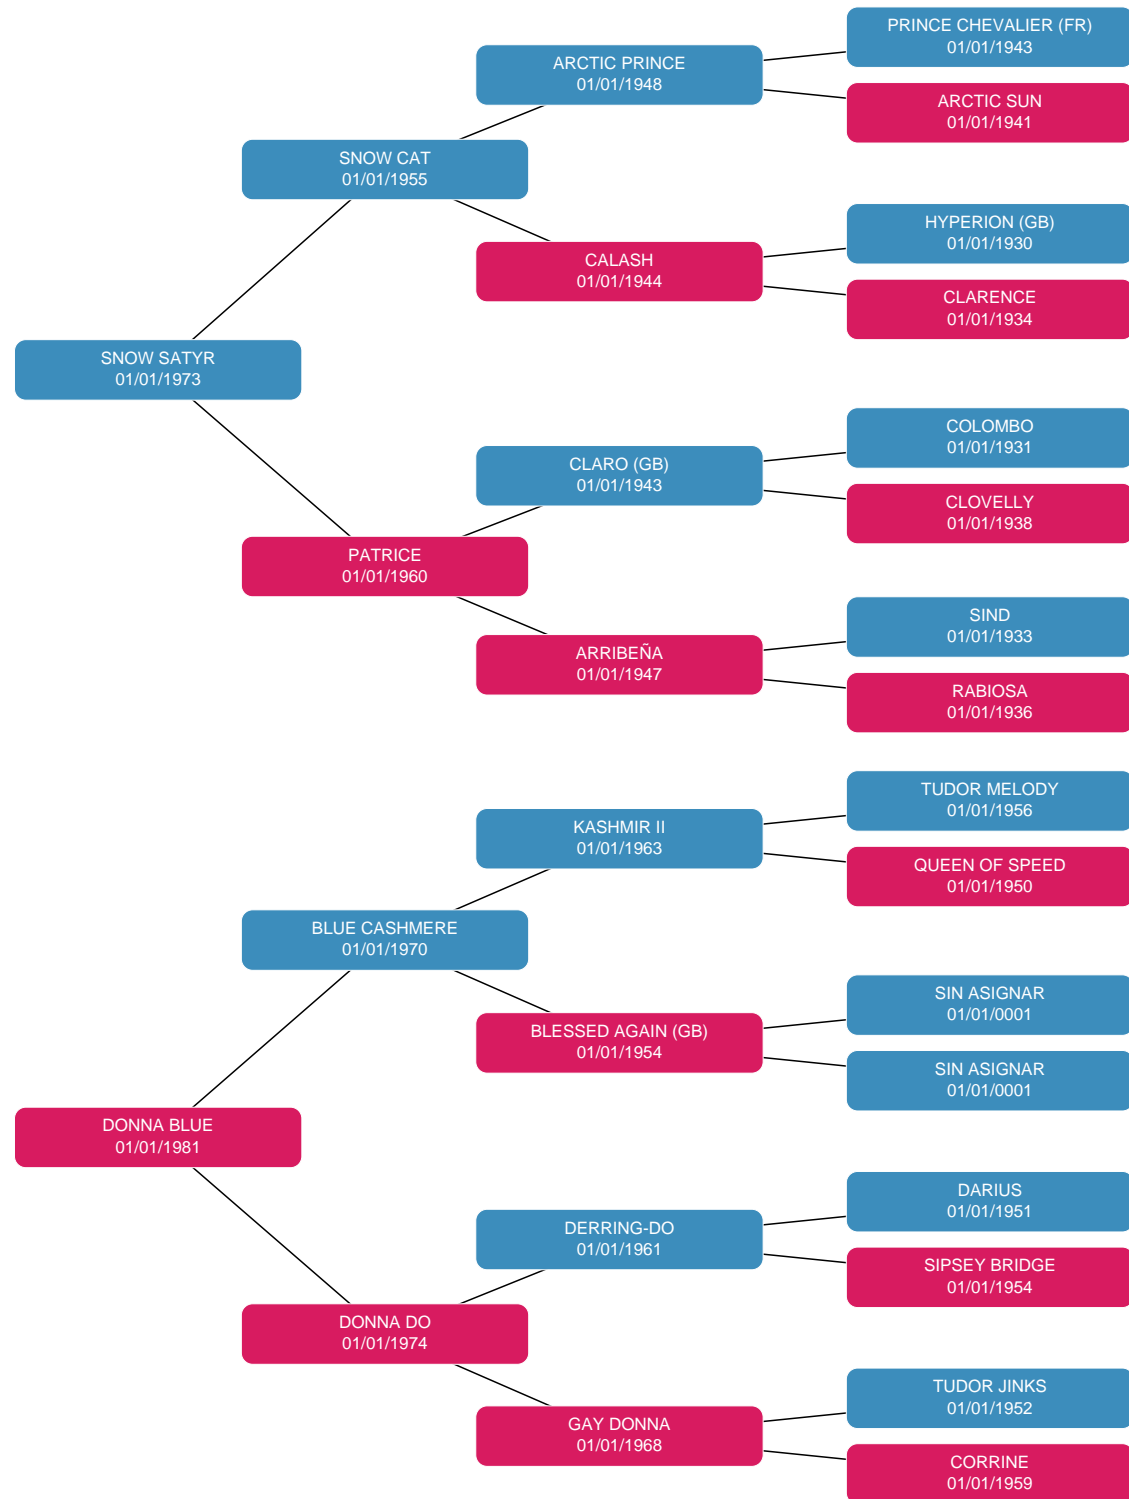 PRINCE CHEVALIER (FR)
01/01/1943
ARCTIC PRINCE
01/01/1948
ARCTIC SUN
01/01/1941
SNOW CAT
01/01/1955
HYPERION (GB)
01/01/1930
CALASH
01/01/1944
CLARENCE
01/01/1934
SNOW SATYR
01/01/1973
COLOMBO
01/01/1931
CLARO (GB)
01/01/1943
CLOVELLY
01/01/1938
PATRICE
01/01/1960
SIND
01/01/1933
ARRIBEÑA
01/01/1947
RABIOSA
01/01/1936
TUDOR MELODY
01/01/1956
KASHMIR II
01/01/1963
QUEEN OF SPEED
01/01/1950
BLUE CASHMERE
01/01/1970
SIN ASIGNAR
01/01/0001
BLESSED AGAIN (GB)
01/01/1954
SIN ASIGNAR
01/01/0001
DONNA BLUE
01/01/1981
DARIUS
01/01/1951
DERRING-DO
01/01/1961
SIPSEY BRIDGE
01/01/1954
DONNA DO
01/01/1974
TUDOR JINKS
01/01/1952
GAY DONNA
01/01/1968
CORRINE
01/01/1959